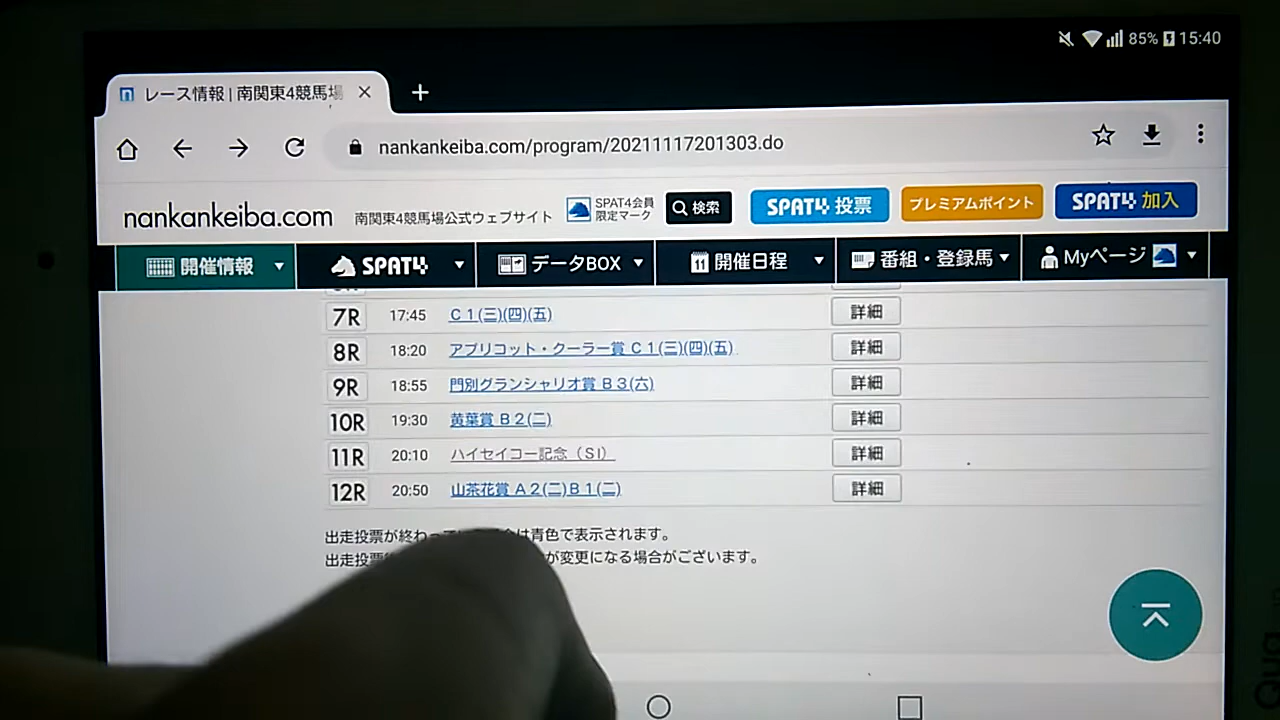 85% 15:40
レース情報 | 南関東4競馬場
nankankeiba.com/program/20211117201303.do
nankankeiba.com 南関東4競馬場公式ウェブサイト SPAT4会員 限定マーク 検索 SPAT4 投票 プレミアムポイント SPAT4 加入
開催情報 SPAT4 データBOX 11 開催日程 番組・登録馬 Myページ
7R 17:45 C1(三)(四)(五) 詳細
8R 18:20 アプリコット・クーラー賞 C1(三)(四)(五) 詳細
9R 18:55 門別グランシャリオ賞 B3(六) 詳細
10R 19:30 黄葉賞 B2(二) 詳細
11R 20:10 ハイセイコー記念（SI） 詳細
12R 20:50 山茶花賞 A2(二)B1(二) 詳細
出走投票が終わっ は青色で表示されます。
出走投票 が変更になる場合がございます。
Qua